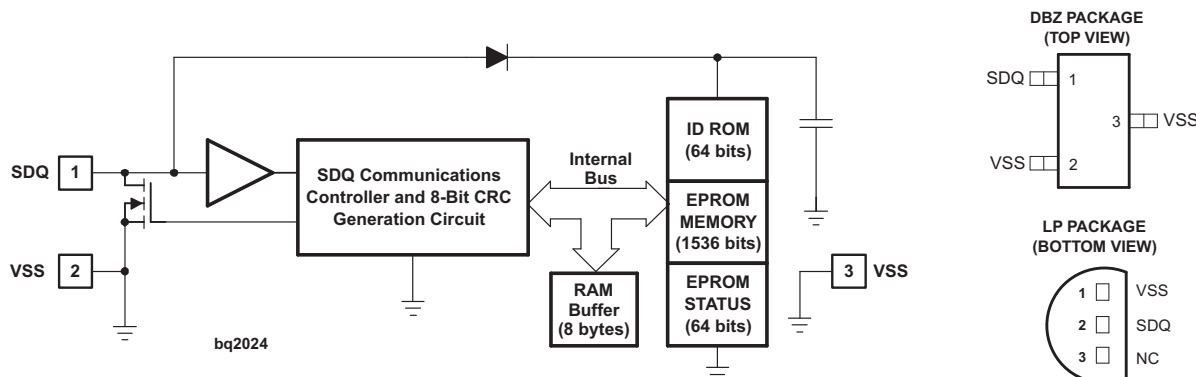 SDQ
1
VSS
2
SDQ Communications
Controller and 8-Bit CRC
Generation Circuit
Internal
Bus
RAM
Buffer
(8 bytes)
ID ROM
(64 bits)
EPROM
MEMORY
(1536 bits)
EPROM
STATUS
(64 bits)
3
VSS
bq2024
DBZ PACKAGE
(TOP VIEW)
SDQ
1
3
VSS
VSS
2
LP PACKAGE
(BOTTOM VIEW)
1
VSS
2
SDQ
3
NC